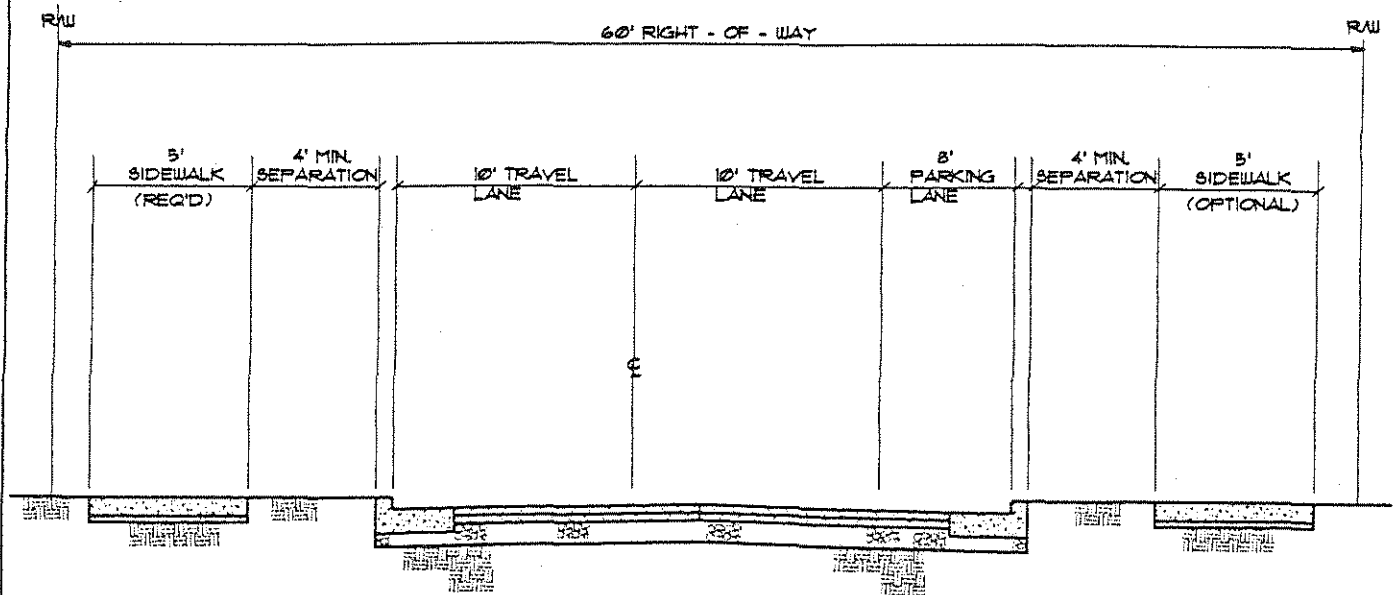 R/W
60' RIGHT - OF - WAY
R/W
5'
SIDEWALK
(REQ'D)
4' MIN.
SEPARATION
10' TRAVEL
LANE
10' TRAVEL
LANE
8'
PARKING
LANE
4' MIN.
SEPARATION
5'
SIDEWALK
(OPTIONAL)
℄